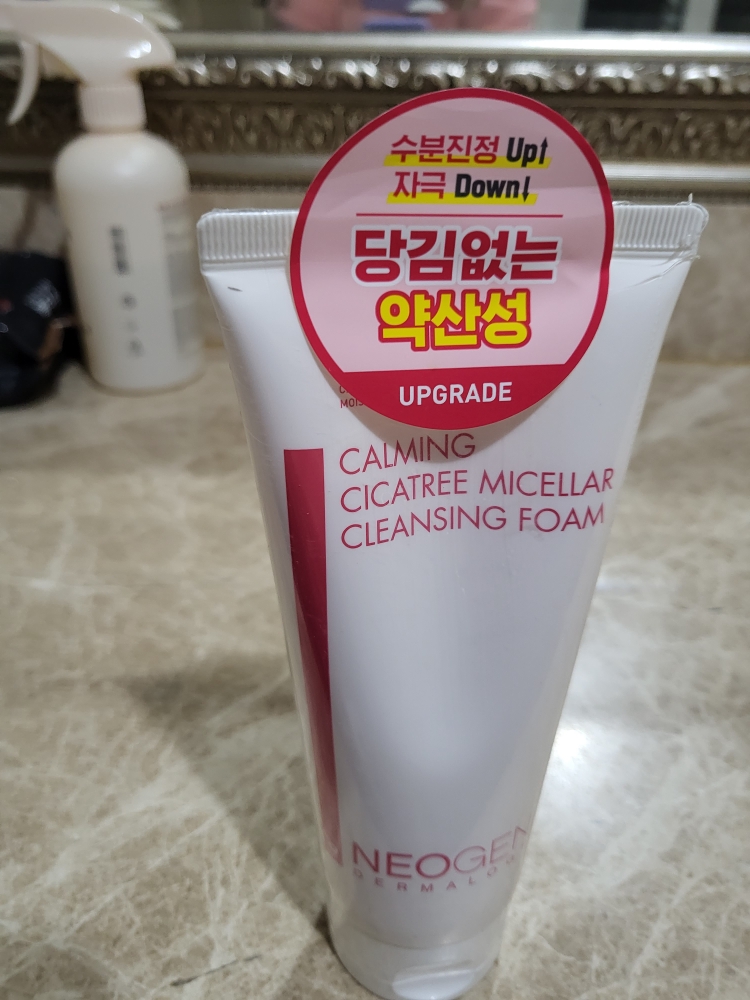 수분진정 Up↑
자극 Down↓
당김없는
약산성
UPGRADE
CALMING
CICATREE MICELLAR
CLEANSING FOAM
NEOGEN